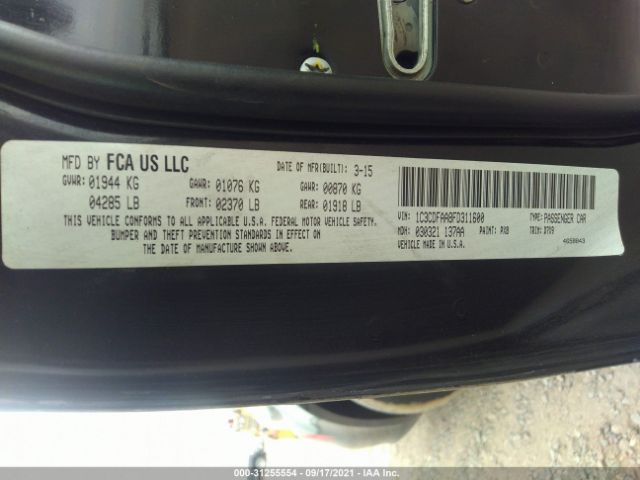 MFD BY FCA US LLC DATE OF MFR(BUILT): 3-15
GVWR: 01944 KG GAWR: 01076 KG GAWR: 00870 KG
04285 LB FRONT: 02370 LB REAR: 01918 LB
THIS VEHICLE CONFORMS TO ALL APPLICABLE U.S.A. FEDERAL MOTOR VEHICLE SAFETY,
BUMPER AND THEFT PREVENTION STANDARDS IN EFFECT ON
THE DATE OF MANUFACTURE SHOWN ABOVE.
VIN: 1C3CDFAA8FD311600 TYPE: PASSENGER CAR
MDH: 030321 137AA PAINT: PX8 TRIM: D7X9
VEHICLE MADE IN U.S.A. 4658043
000-31255554 - 09/17/2021 - IAA Inc.